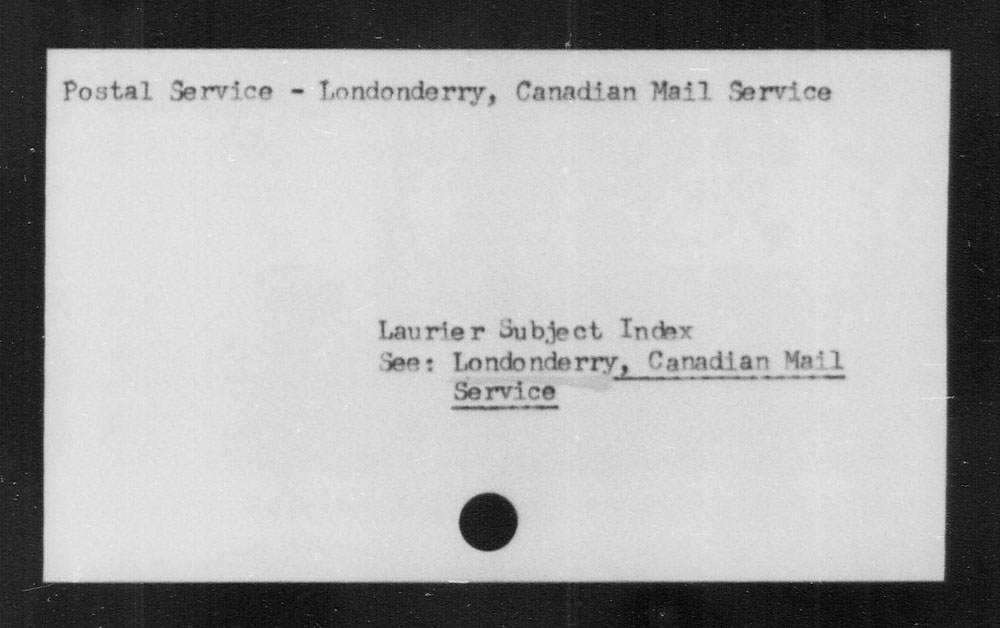 Postal Service - Londonderry, Canadian Mail Service
Laurier Subject Index
See: Londonderry, Canadian Mail
Service